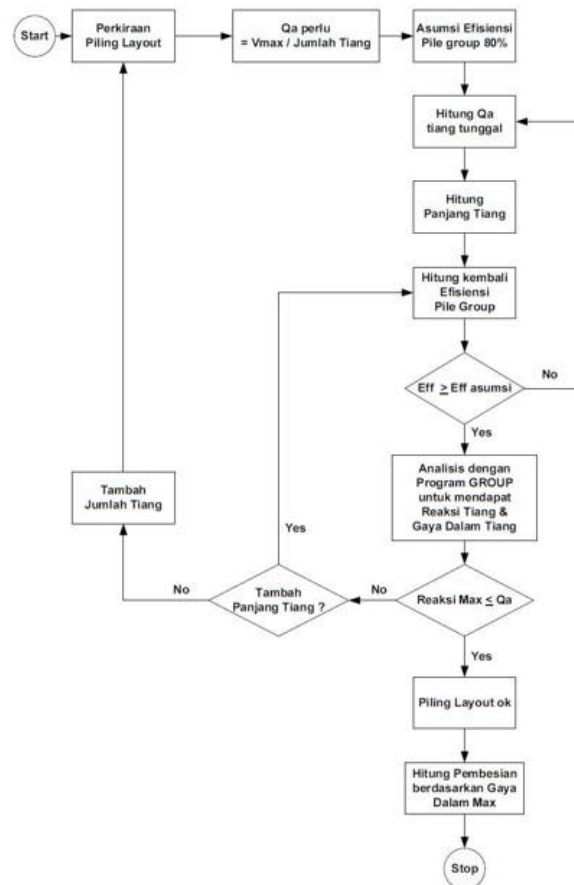 Start
Perkiraan
Piling Layout
Qa perlu
= Vmax / Jumlah Tiang
Asumsi Efisiensi
Pile group 80%
Hitung Qa
tiang tunggal
Hitung
Panjang Tiang
Hitung kembali
Efisiensi
Pile Group
Eff ≥ Eff asumsi
No
Yes
Analisis dengan
Program GROUP
untuk mendapat
Reaksi Tiang &
Gaya Dalam Tiang
Tambah
Jumlah Tiang
Yes
No
Tambah
Panjang Tiang ?
No
Reaksi Max ≤ Qa
Yes
Piling Layout ok
Hitung Pembesian
berdasarkan Gaya
Dalam Max
Stop